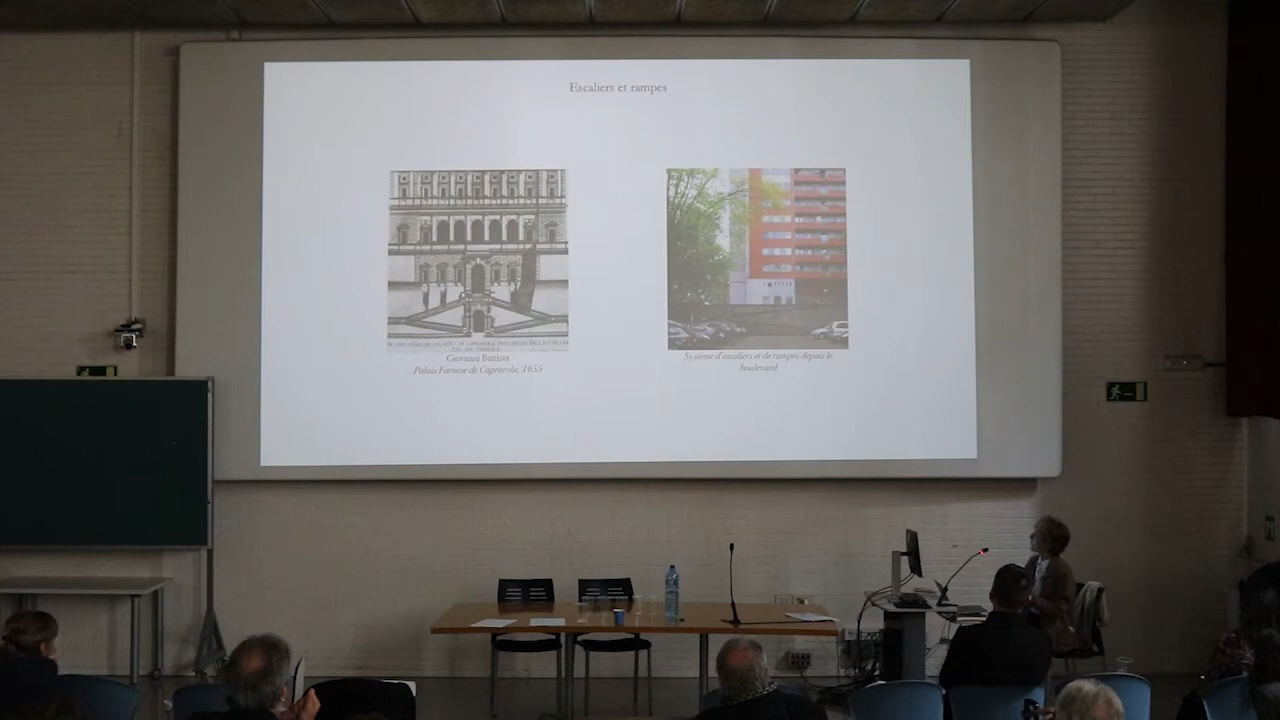 Escaliers et rampes
Giovanni Battista
Palais Farnese de Caprarola, 1655
Système d'escaliers et de rampes depuis le
boulevard